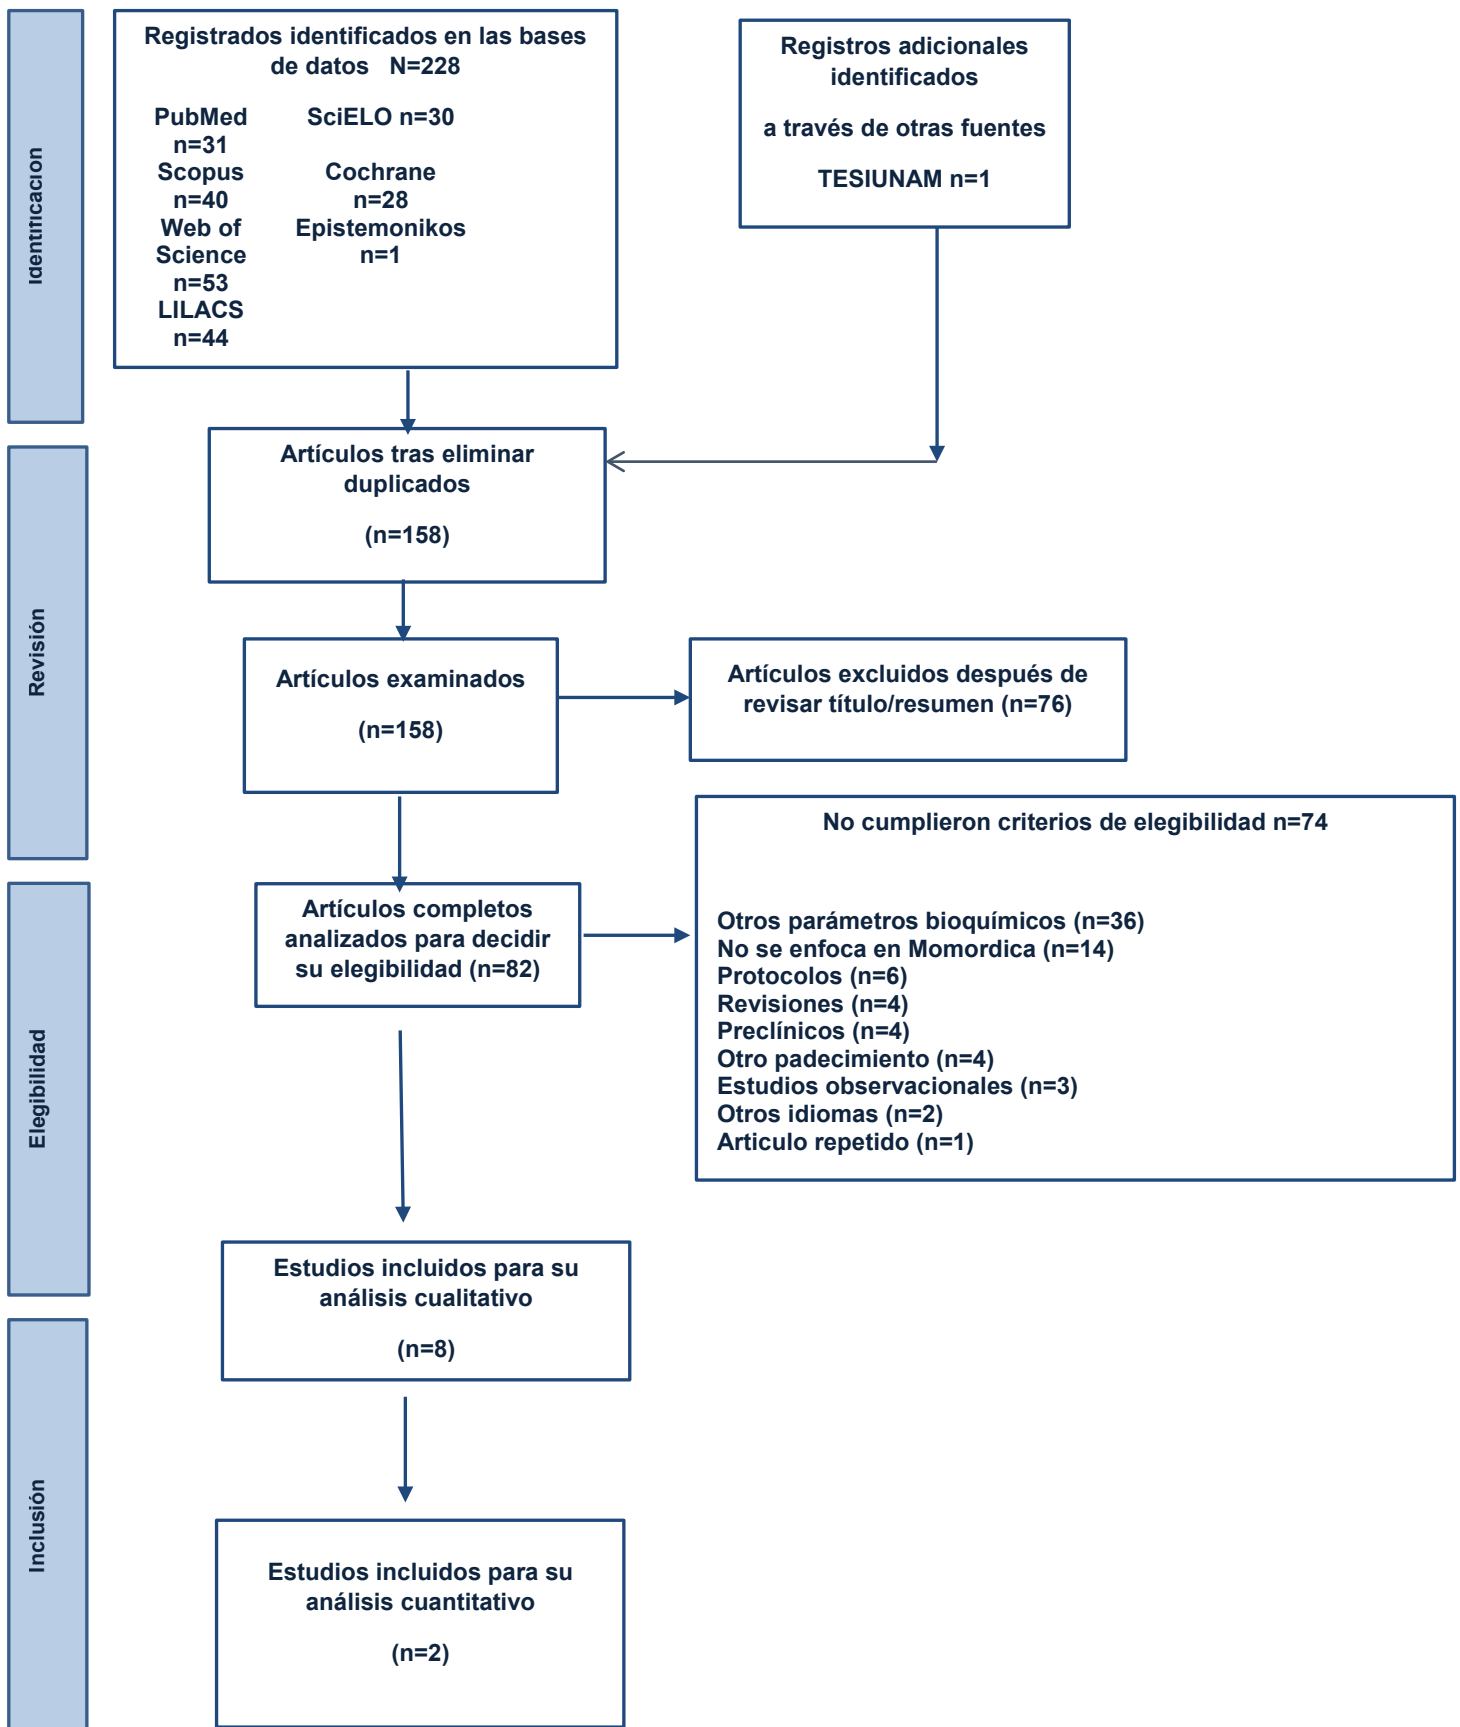 Identificación
Registrados identificados en las bases
de datos N=228
PubMed
n=31
Scopus
n=40
Web of
Science
n=53
LILACS
n=44
SciELO n=30
Cochrane
n=28
Epistemonikos
n=1
Registros adicionales
identificados
a través de otras fuentes
TESIUNAM n=1
Revisión
Artículos tras eliminar
duplicados
(n=158)
Artículos examinados
(n=158)
Artículos excluidos después de
revisar título/resumen (n=76)
Elegibilidad
Artículos completos
analizados para decidir
su elegibilidad (n=82)
No cumplieron criterios de elegibilidad n=74
Otros parámetros bioquímicos (n=36)
No se enfoca en Momordica (n=14)
Protocolos (n=6)
Revisiones (n=4)
Preclínicos (n=4)
Otro padecimiento (n=4)
Estudios observacionales (n=3)
Otros idiomas (n=2)
Articulo repetido (n=1)
Estudios incluidos para su
análisis cualitativo
(n=8)
Inclusión
Estudios incluidos para su
análisis cuantitativo
(n=2)